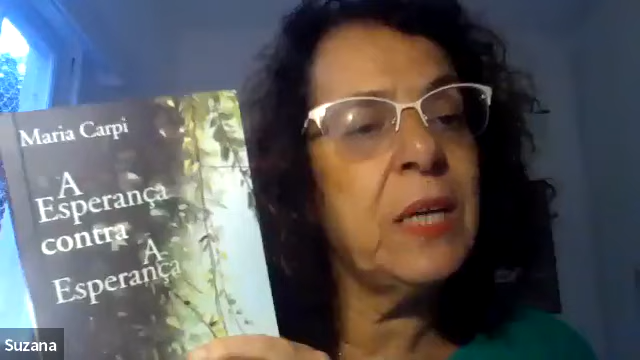 Maria Carpi
A
Esperança
contra
A
Esperança
Suzana